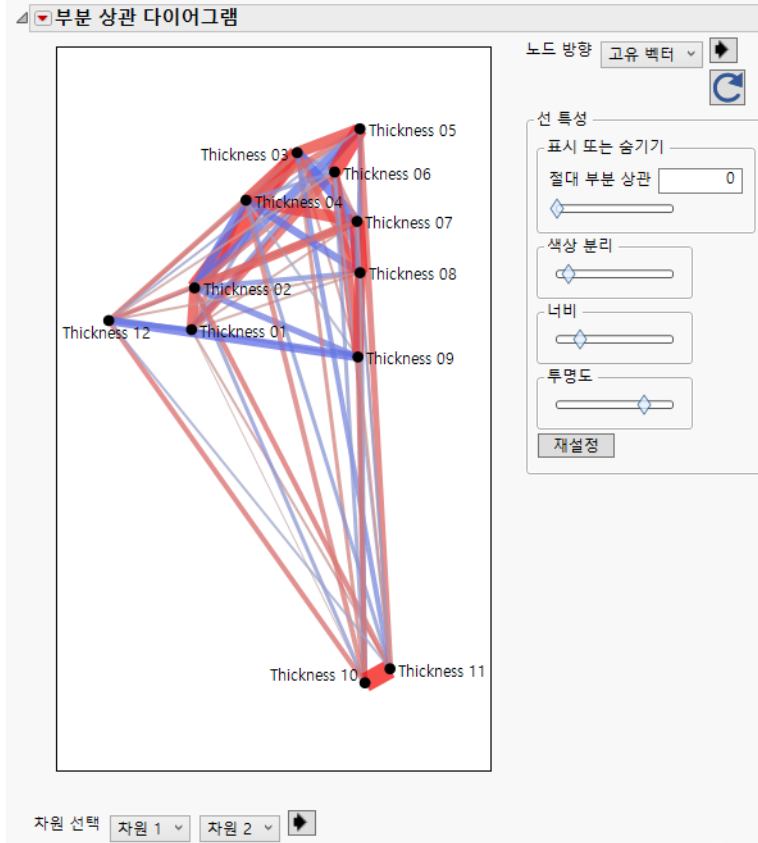 부분 상관 다이어그램
노드 방향 고유 벡터
선 특성
표시 또는 숨기기
절대 부분 상관 0
색상 분리
너비
투명도
재설정
Thickness 05
Thickness 03
Thickness 06
Thickness 04
Thickness 07
Thickness 08
Thickness 02
Thickness 12
Thickness 01
Thickness 09
Thickness 10
Thickness 11
차원 선택 차원 1 차원 2